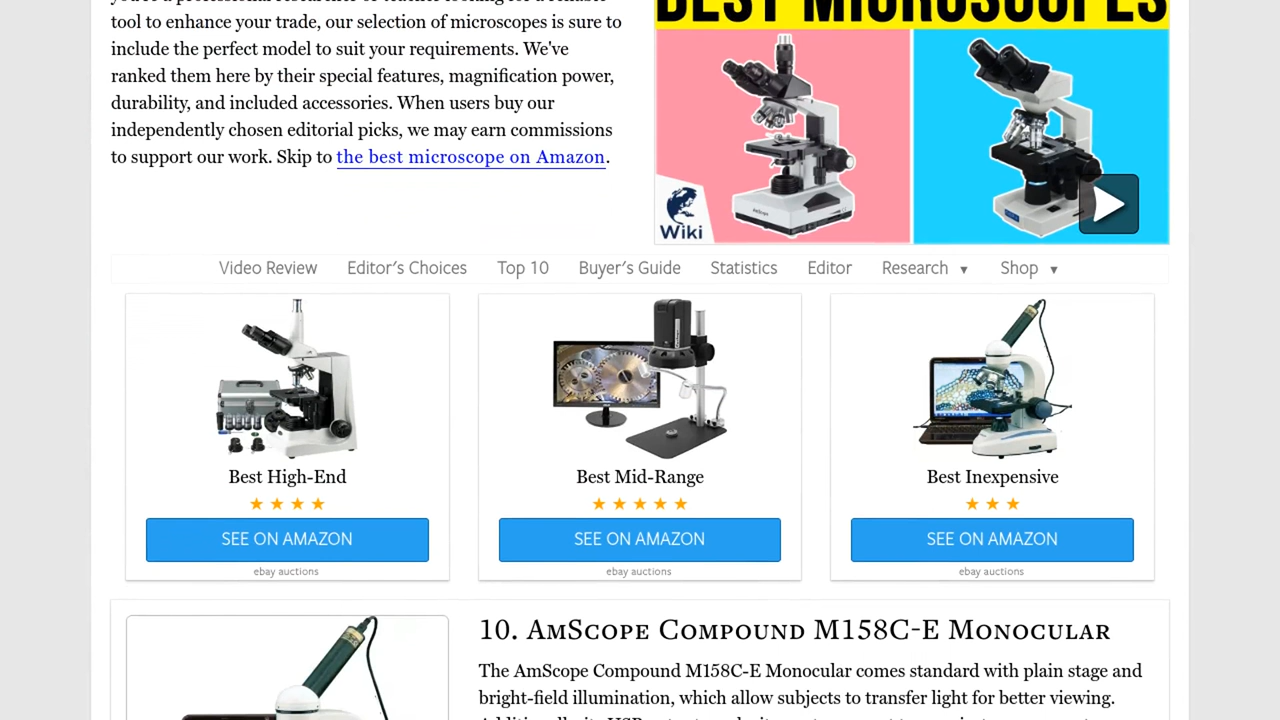 tool to enhance your trade, our selection of microscopes is sure to
include the perfect model to suit your requirements. We've
ranked them here by their special features, magnification power,
durability, and included accessories. When users buy our
independently chosen editorial picks, we may earn commissions
to support our work. Skip to the best microscope on Amazon.
BEST MICROSCOPES
Wiki
Video Review Editor's Choices Top 10 Buyer's Guide Statistics Editor Research ▼ Shop ▼
Best High-End
★ ★ ★ ★
SEE ON AMAZON
ebay auctions
Best Mid-Range
★ ★ ★ ★ ★
SEE ON AMAZON
ebay auctions
Best Inexpensive
★ ★ ★
SEE ON AMAZON
ebay auctions
10. AmScope Compound M158C-E Monocular
The AmScope Compound M158C-E Monocular comes standard with plain stage and
bright-field illumination, which allow subjects to transfer light for better viewing.